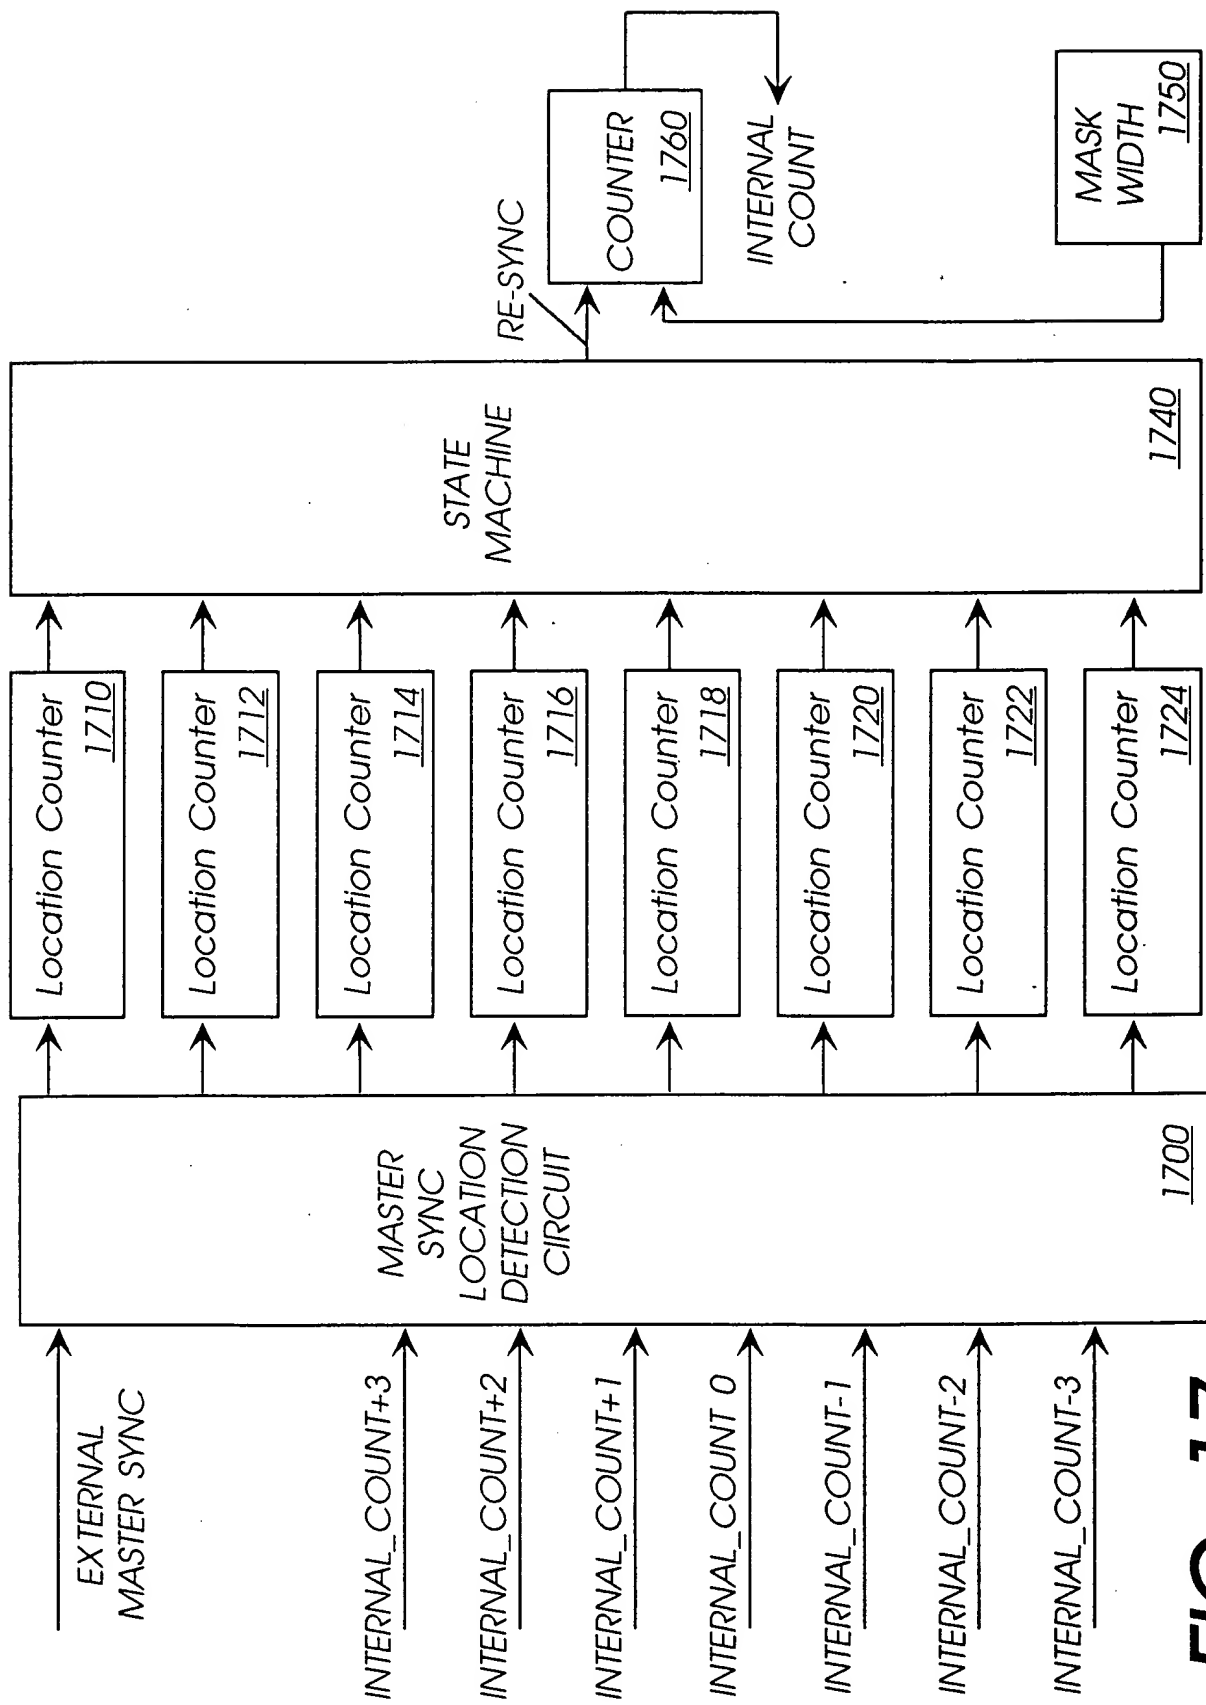 EXTERNAL
MASTER SYNC
INTERNAL_COUNT+3
INTERNAL_COUNT+2
INTERNAL_COUNT+1
INTERNAL_COUNT 0
INTERNAL_COUNT-1
INTERNAL_COUNT-2
INTERNAL_COUNT-3
MASTER
SYNC
LOCATION
DETECTION
CIRCUIT
1700
Location Counter
1710
Location Counter
1712
Location Counter
1714
Location Counter
1716
Location Counter
1718
Location Counter
1720
Location Counter
1722
Location Counter
1724
STATE
MACHINE
1740
RE-SYNC
COUNTER
1760
INTERNAL
COUNT
MASK
WIDTH
1750
FIG. 17